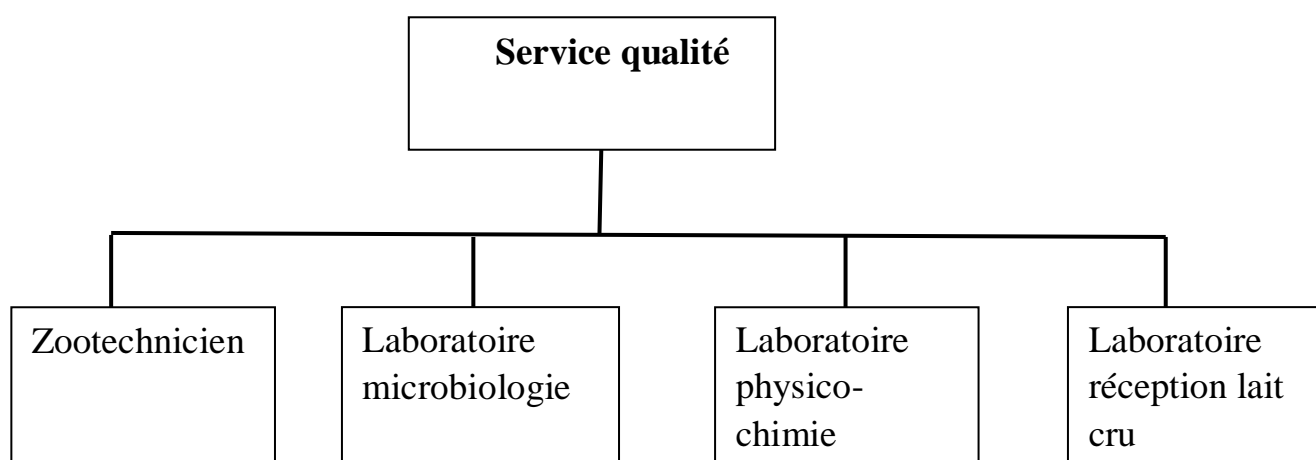 Service qualité
Zootechnicien
Laboratoire
microbiologie
Laboratoire
physico-
chimie
Laboratoire
réception lait
cru